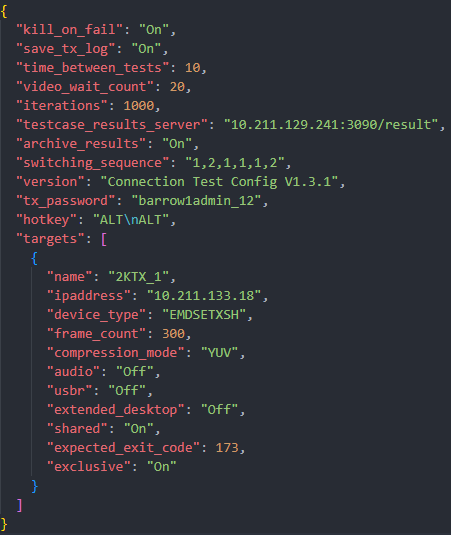 {
"kill_on_fail": "On",
"save_tx_log": "On",
"time_between_tests": 10,
"video_wait_count": 20,
"iterations": 1000,
"testcase_results_server": "10.211.129.241:3090/result",
"archive_results": "On",
"switching_sequence": "1,2,1,1,1,2",
"version": "Connection Test Config V1.3.1",
"tx_password": "barrow1admin_12",
"hotkey": "ALT\nALT",
"targets": [
{
"name": "2KTX_1",
"ipaddress": "10.211.133.18",
"device_type": "EMDSETXSH",
"frame_count": 300,
"compression_mode": "YUV",
"audio": "Off",
"usbr": "Off",
"extended_desktop": "Off",
"shared": "On",
"expected_exit_code": 173,
"exclusive": "On"
}
]
}